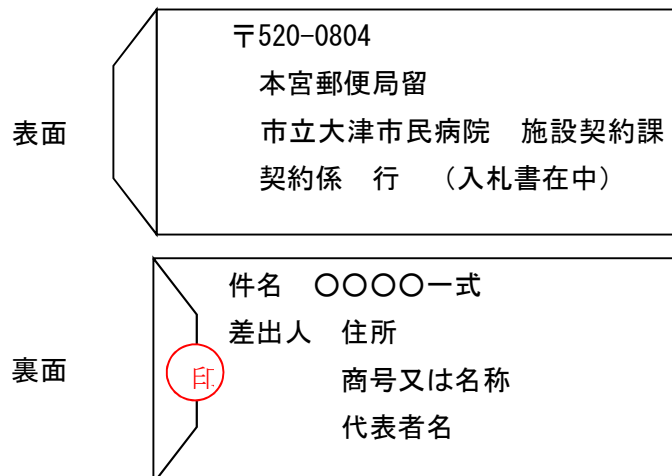 表面
〒520-0804
本宮郵便局留
市立大津市民病院　施設契約課
契約係　行　（入札書在中）
裏面
件名　〇〇〇〇一式
差出人　住所
商号又は名称
代表者名
印